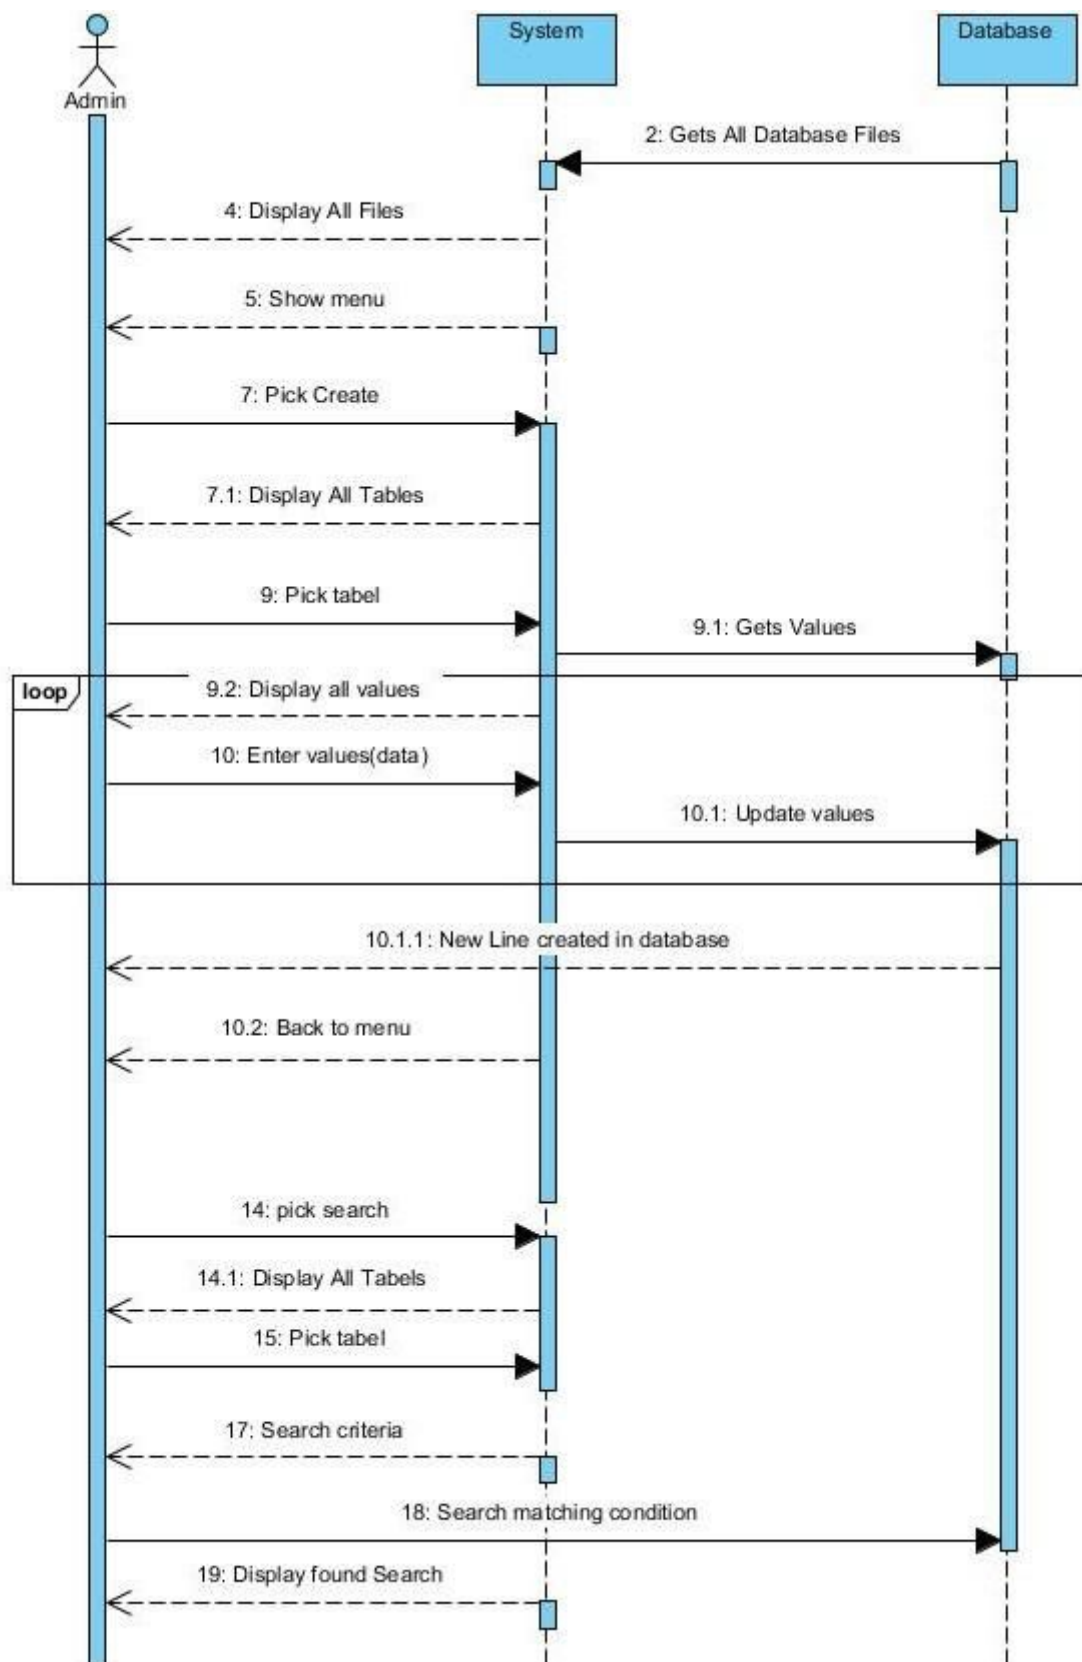 System
Database
Admin
2: Gets All Database Files
4: Display All Files
5: Show menu
7: Pick Create
7.1: Display All Tables
9: Pick tabel
9.1: Gets Values
loop
9.2: Display all values
10: Enter values(data)
10.1: Update values
10.1.1: New Line created in database
10.2: Back to menu
14: pick search
14.1: Display All Tabels
15: Pick tabel
17: Search criteria
18: Search matching condition
19: Display found Search